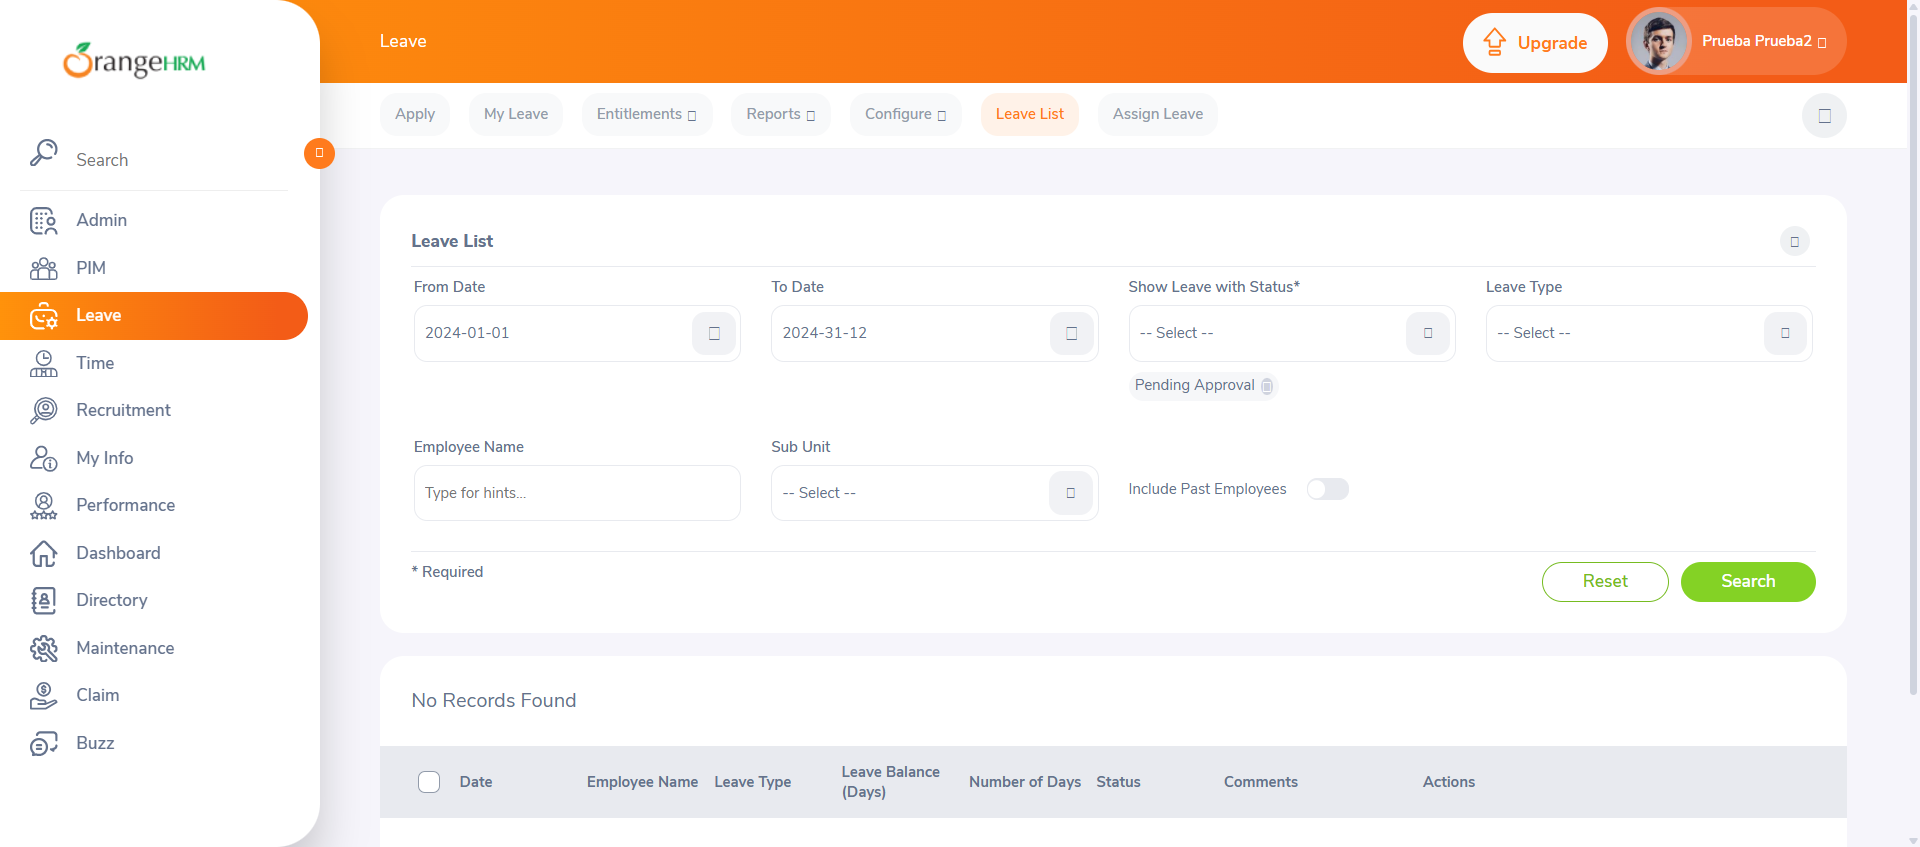 OrangeHRM
Search
Admin
PIM
Leave
Time
Recruitment
My Info
Performance
Dashboard
Directory
Maintenance
Claim
Buzz
Leave
Upgrade
Prueba Prueba2
Apply
My Leave
Entitlements
Reports
Configure
Leave List
Assign Leave
Leave List
From Date
To Date
Show Leave with Status*
Leave Type
2024-01-01
2024-31-12
-- Select --
-- Select --
Pending Approval
Employee Name
Sub Unit
Type for hints...
-- Select --
Include Past Employees
* Required
Reset
Search
No Records Found
Date
Employee Name
Leave Type
Leave Balance
(Days)
Number of Days
Status
Comments
Actions